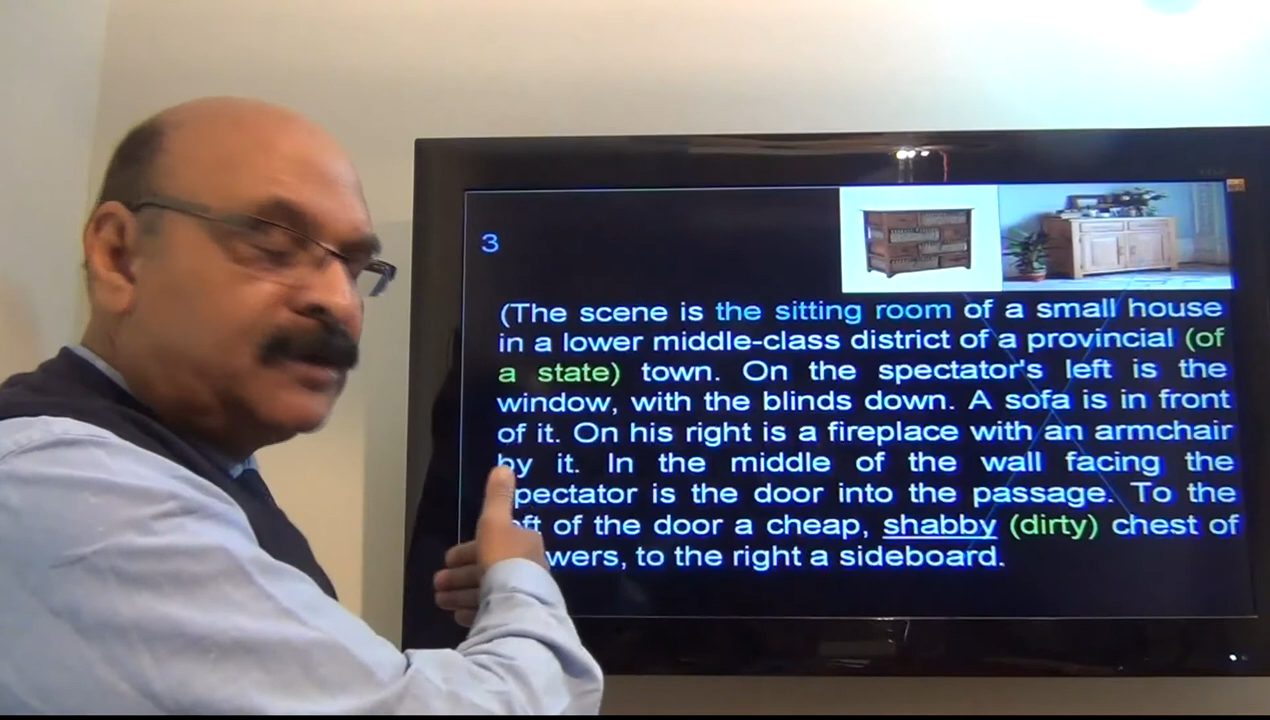 3
(The scene is the sitting room of a small house
in a lower middle-class district of a provincial (of
a state) town. On the spectator's left is the
window, with the blinds down. A sofa is in front
of it. On his right is a fireplace with an armchair
by it. In the middle of the wall facing the
spectator is the door into the passage. To the
of the door a cheap, shabby (dirty) chest of
to the right a sideboard.